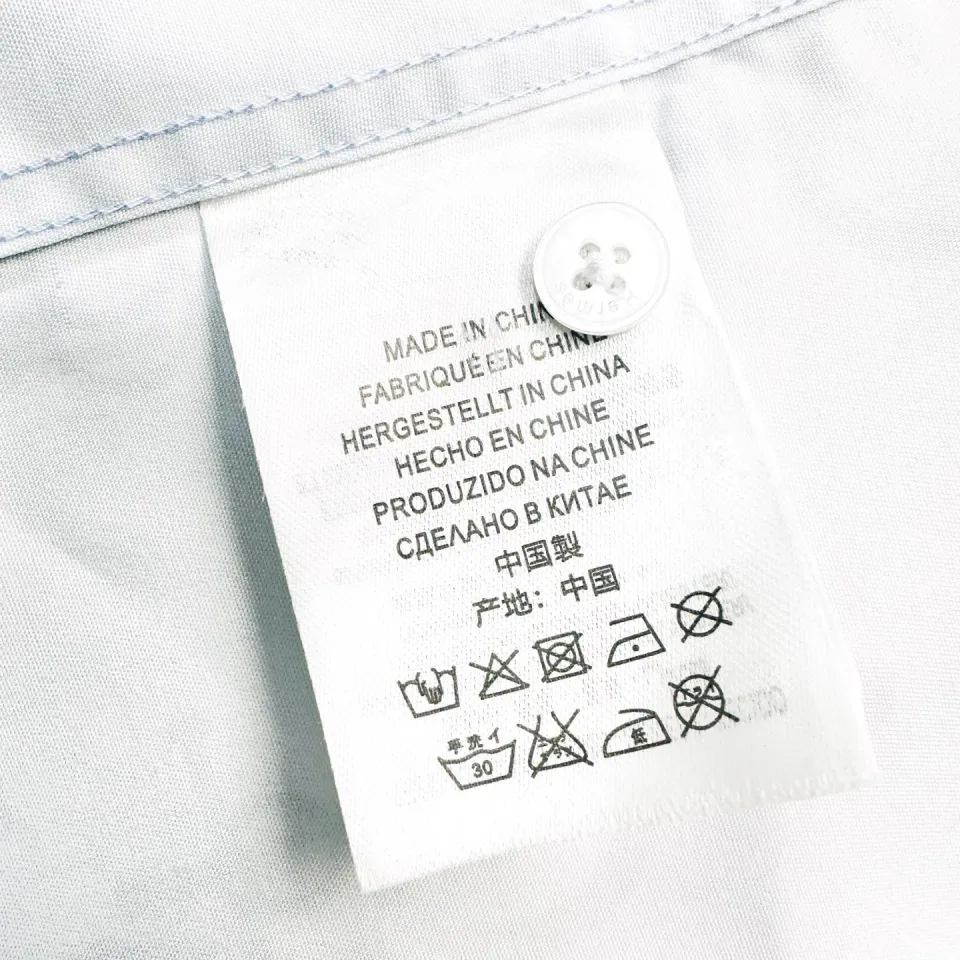 MADE IN CHIN
FABRIQUÉ EN CHINE
HERGESTELLT IN CHINA
HECHO EN CHINE
PRODUZIDO NA CHINE
СДЕЛАНО В КИТАЕ
中国製
产地：中国
手洗イ
30
低